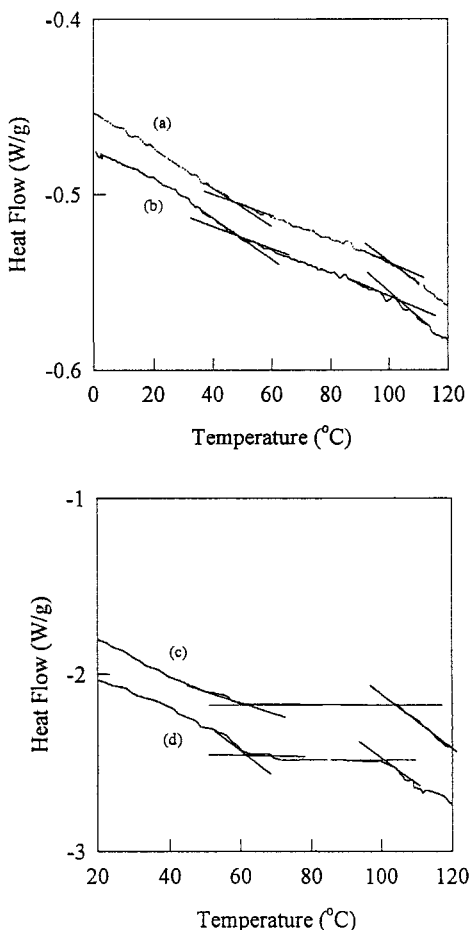 -0.4
(a)
Heat Flow (W/g)
-0.5
(b)
-0.6
0 20 40 60 80 100 120
Temperature (°C)
-1
Heat Flow (W/g)
(c)
-2
(d)
-3
20 40 60 80 100 120
Temperature (°C)